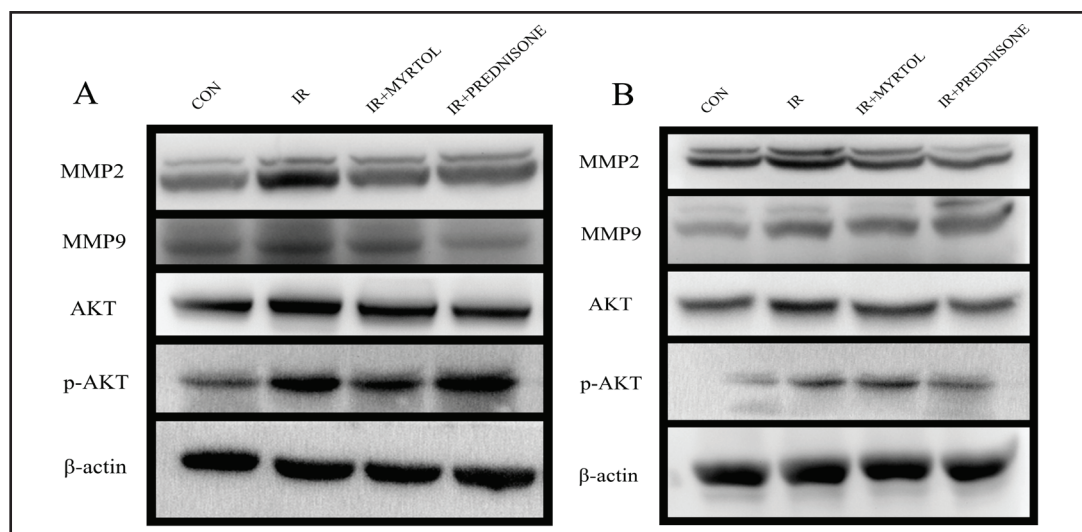 A
CON
IR
IR+MYRTOL
IR+PREDNISONE
MMP2
MMP9
AKT
p-AKT
β-actin
B
CON
IR
IR+MYRTOL
IR+PREDNISONE
MMP2
MMP9
AKT
p-AKT
β-actin